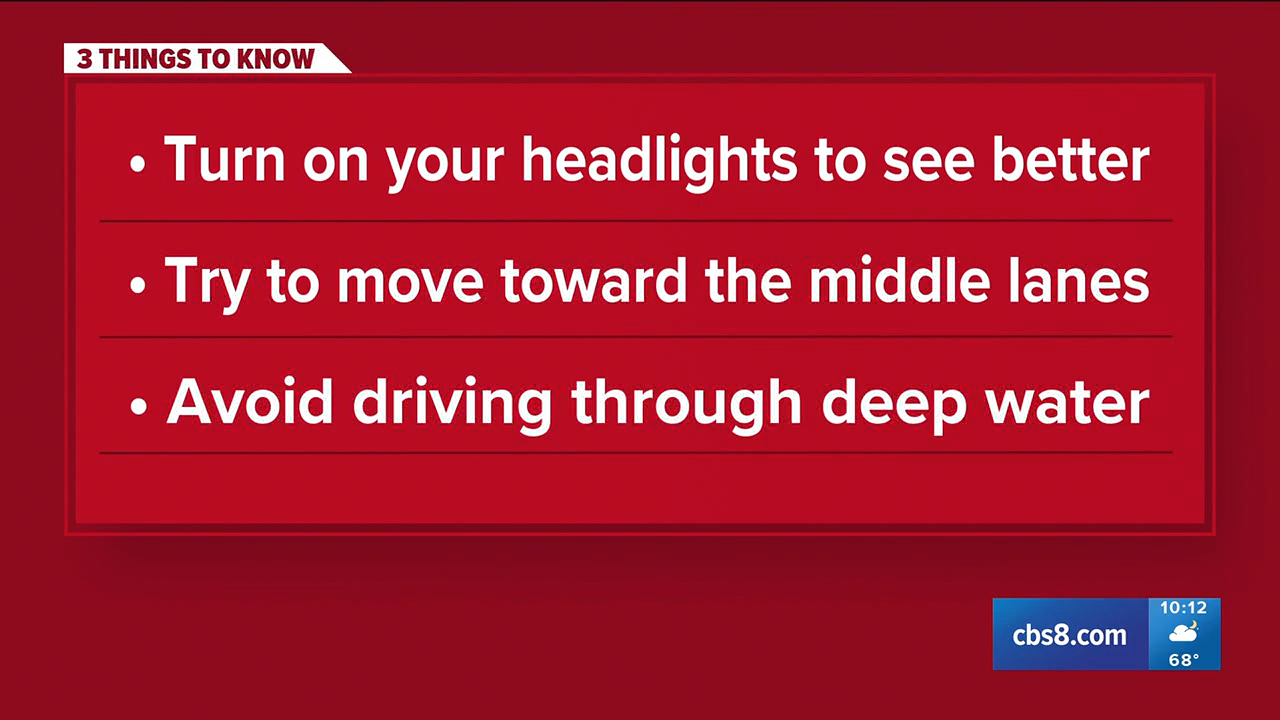 3 THINGS TO KNOW
• Turn on your headlights to see better
• Try to move toward the middle lanes
• Avoid driving through deep water
10:12
cbs8.com
68°